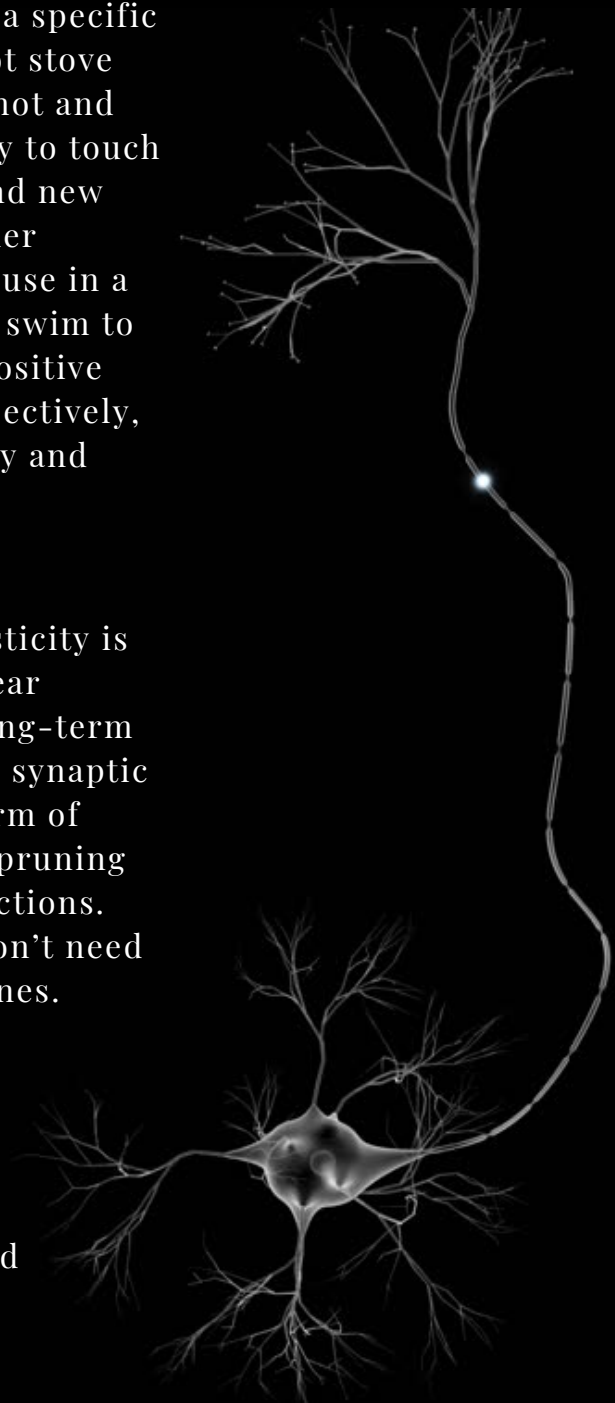 a specific
ot stove
hot and
y to touch
nd new
er
use in a
swim to
ositive
ectively,
y and
sticity is
ear
ng-term
synaptic
rm of
pruning
ctions.
on’t need
nes.
d